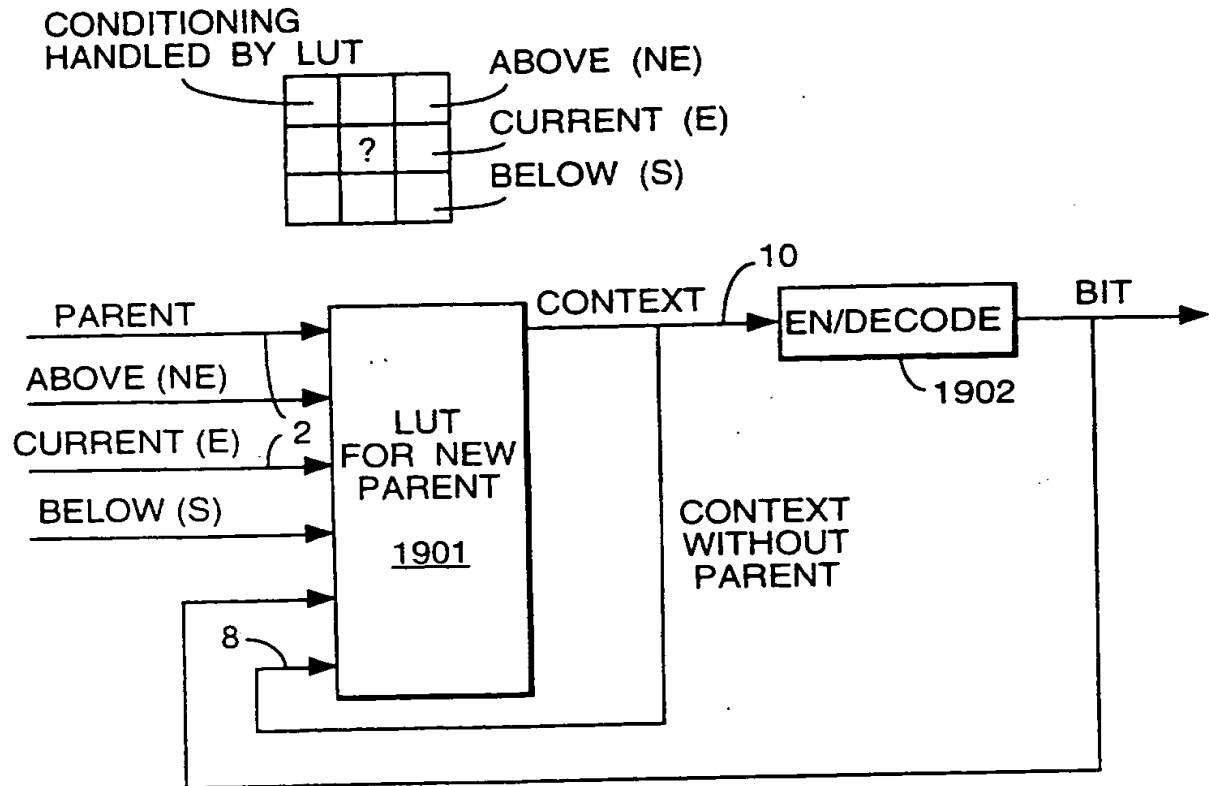 CONDITIONING
HANDLED BY LUT
ABOVE (NE)
CURRENT (E)
?
BELOW (S)
PARENT
CONTEXT
10
EN/DECODE
BIT
1902
ABOVE (NE)
2
CURRENT (E)
BELOW (S)
LUT
FOR NEW
PARENT
1901
CONTEXT
WITHOUT
PARENT
8